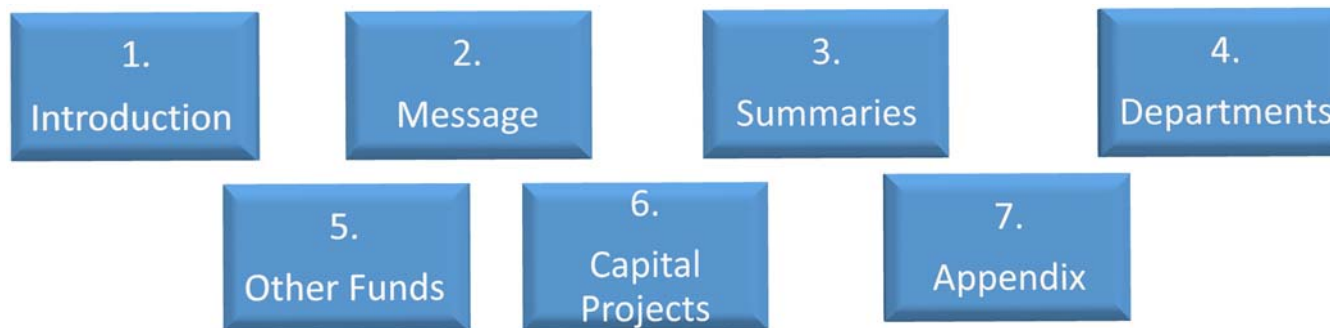 1.
Introduction
2.
Message
3.
Summaries
4.
Departments
5.
Other Funds
6.
Capital
Projects
7.
Appendix